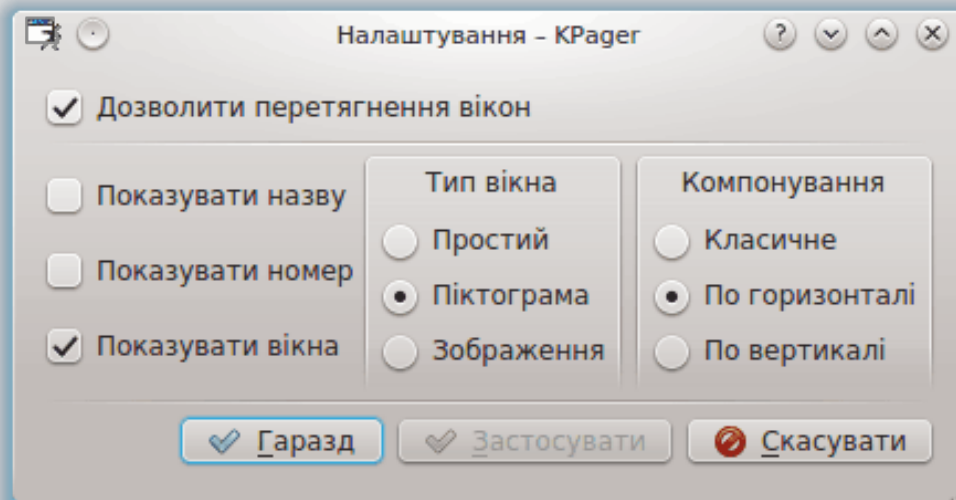 Налаштування – KPager
Дозволити перетягнення вікон
Показувати назву
Показувати номер
Показувати вікна
Тип вікна
Простий
Піктограма
Зображення
Компонування
Класичне
По горизонталі
По вертикалі
Гаразд Застосувати Скасувати